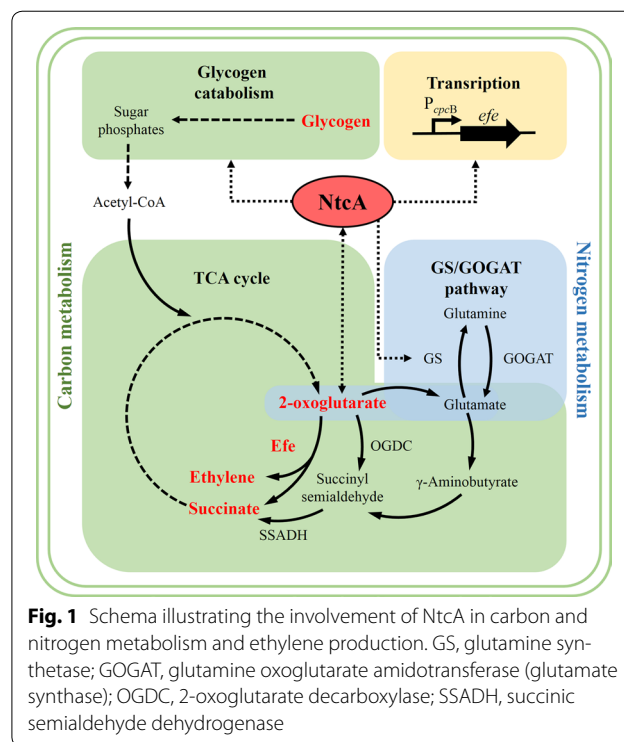 Glycogen
catabolism
Sugar
phosphates
Glycogen
Transription
PcpcB
efe
Acetyl-CoA
NtcA
Carbon metabolism
TCA cycle
GS/GOGAT
pathway
Nitrogen metabolism
Glutamine
GS
GOGAT
2-oxoglutarate
Glutamate
Efe
OGDC
Ethylene
Succinyl
semialdehyde
γ-Aminobutyrate
Succinate
SSADH
Fig. 1 Schema illustrating the involvement of NtcA in carbon and
nitrogen metabolism and ethylene production. GS, glutamine syn-
thetase; GOGAT, glutamine oxoglutarate amidotransferase (glutamate
synthase); OGDC, 2-oxoglutarate decarboxylase; SSADH, succinic
semialdehyde dehydrogenase